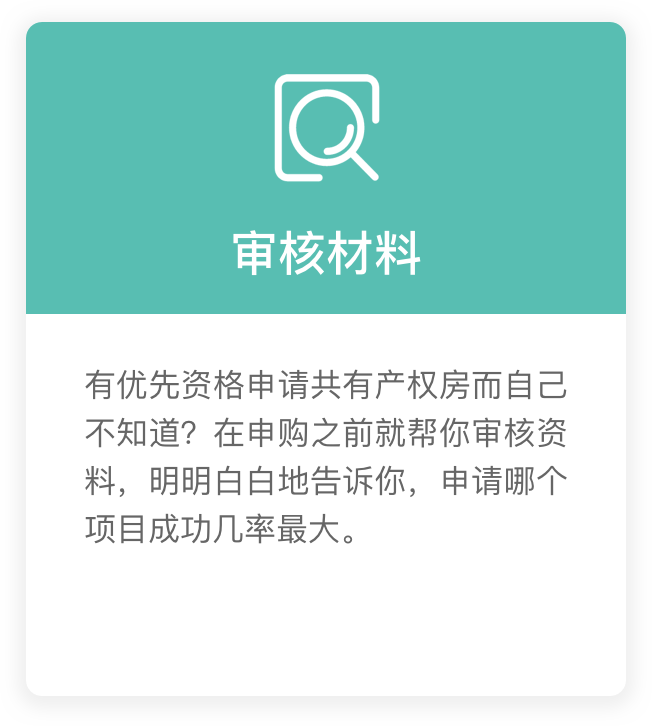 审核材料
有优先资格申请共有产权房而自己
不知道？在申购之前就帮你审核资
料，明明白白地告诉你，申请哪个
项目成功几率最大。